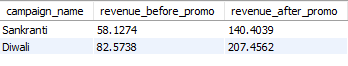 campaign_name revenue_before_promo revenue_after_promo
Sankranti 58.1274 140.4039
Diwali 82.5738 207.4562